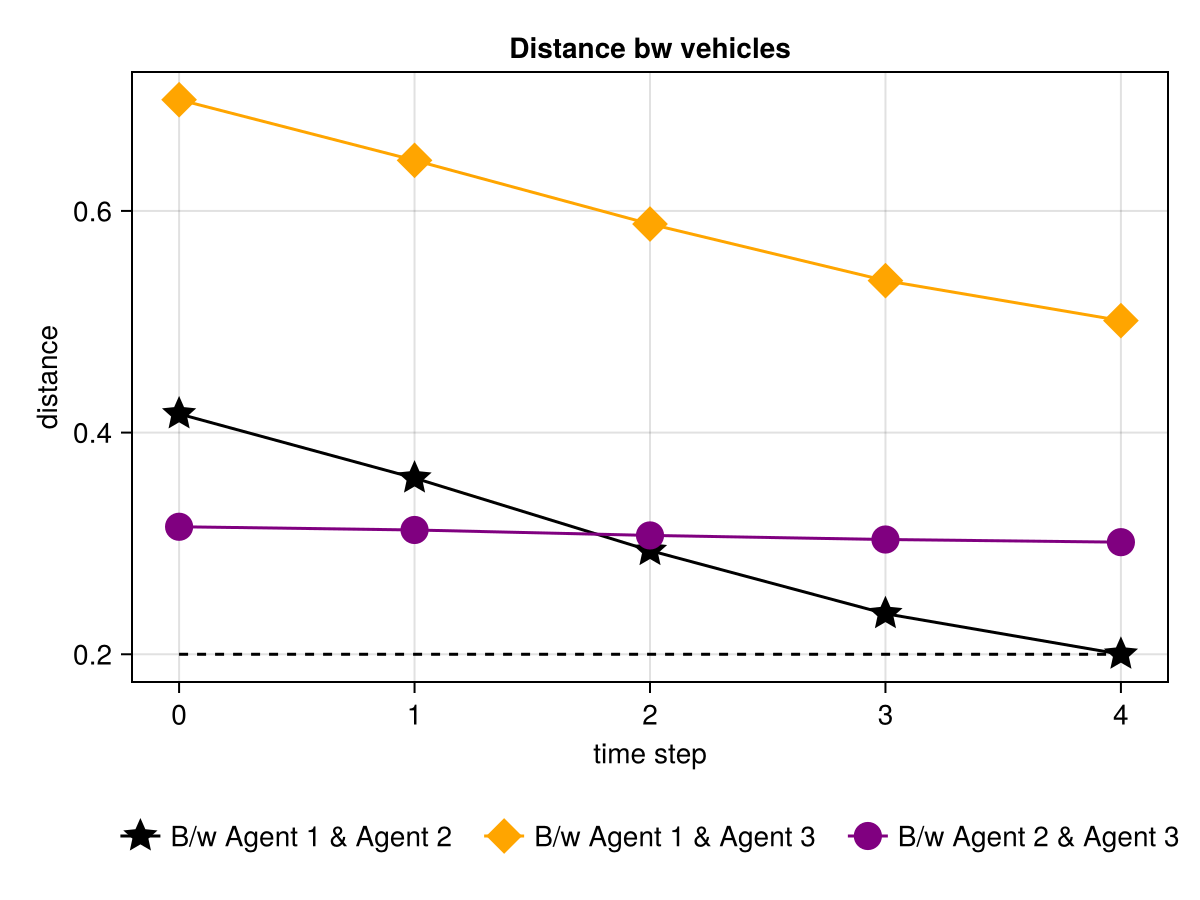 Distance bw vehicles
0.6
0.4
0.2
distance
0 1 2 3 4
time step
B/w Agent 1 & Agent 2 B/w Agent 1 & Agent 3 B/w Agent 2 & Agent 3